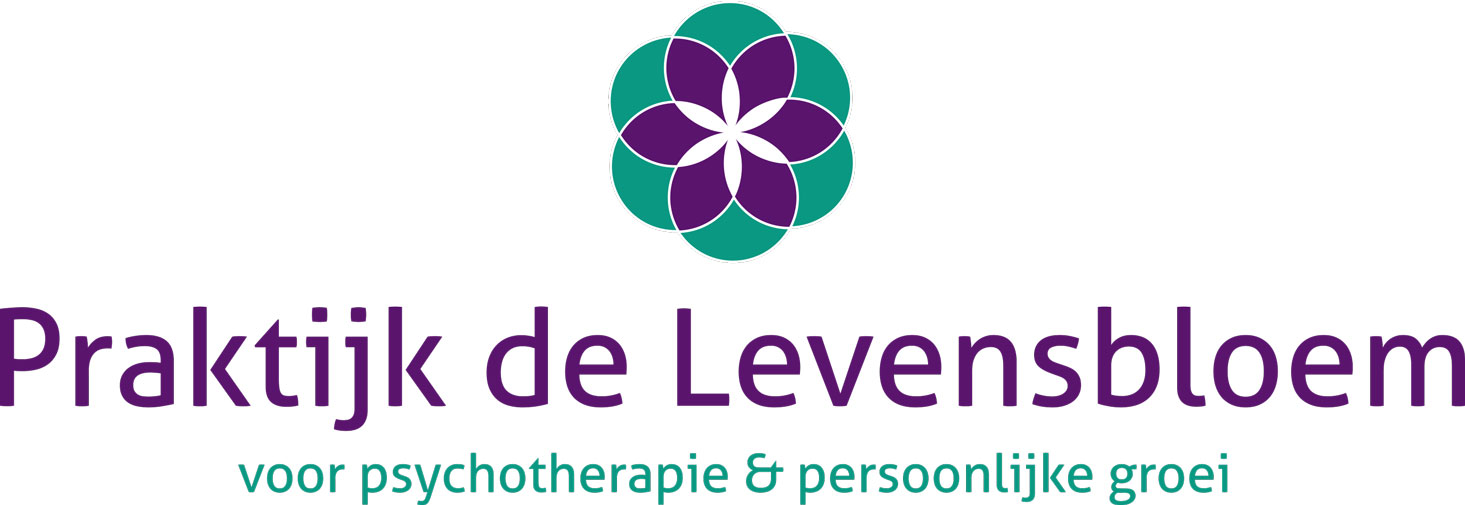 Praktijk de Levensbloem
voor psychotherapie & persoonlijke groei